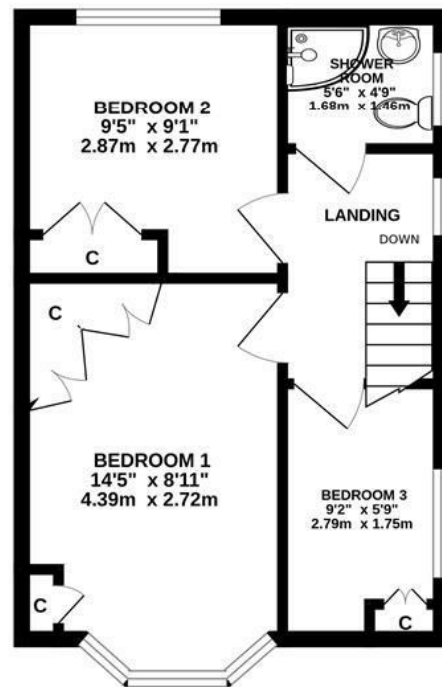 SHOWER
ROOM
5'6" x 4'9"
1.68m x 1.46m
BEDROOM 2
9'5" x 9'1"
2.87m x 2.77m
LANDING
DOWN
C
C
BEDROOM 1
14'5" x 8'11"
4.39m x 2.72m
BEDROOM 3
9'2" x 5'9"
2.79m x 1.75m
C
C